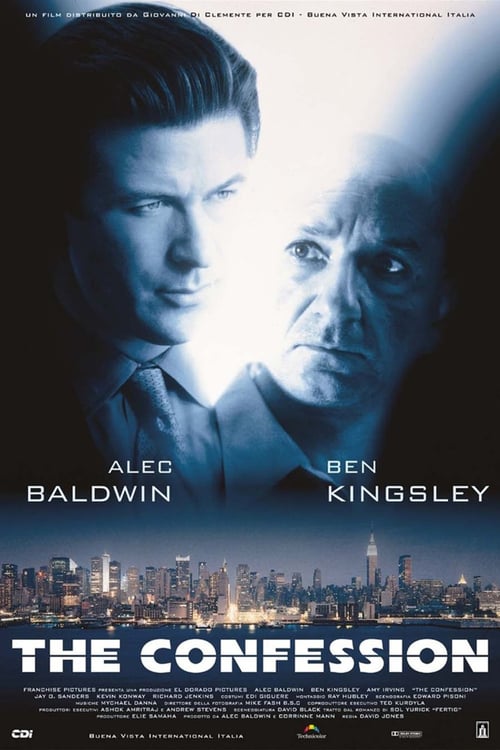 UN FILM DISTRIBUITO DA GIOVANNI DI CLEMENTE PER CDI - BUENA VISTA INTERNATIONAL ITALIA
ALEC BALDWIN
BEN KINGSLEY
THE CONFESSION
FRANCHISE PICTURES PRESENTA UNA PRODUZIONE EL DORADO PICTURES ALEC BALDWIN BEN KINGSLEY AMY IRVING "THE CONFESSION"
JAY O. SANDERS KEVIN CONWAY RICHARD JENKINS COSTUMI EDI GIGUERE MONTAGGIO RAY HUBLEY SCENOGRAFIA EDWARD PISONI
MUSICHE MYCHAEL DANNA DIRETTORE DELLA FOTOGRAFIA MIKE FASH B.S.C COPRODUTTORE ESECUTIVO TED KURDYLA
PRODUTTORI ESECUTIVI ASHOK AMRITRAJ E ANDREW STEVENS SCENEGGIATURA DAVID BLACK TRATTO DAL ROMANZO DI SOL YURICK "FERTIG"
PRODUTTORE ELIE SAMAHA PRODOTTO DA ALEC BALDWIN E CORRINNE MANN REGIA DAVID JONES
CDI BUENA VISTA INTERNATIONAL ITALIA Technicolor